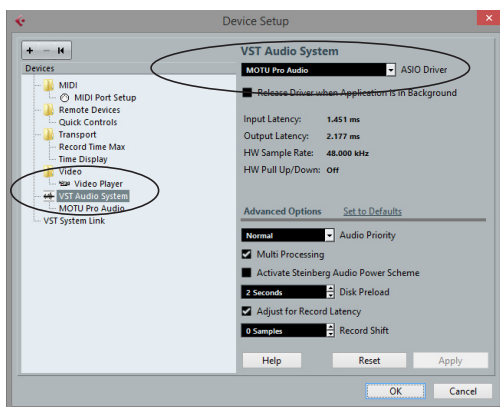 Device Setup
+ - |◀
Devices
MIDI
MIDI Port Setup
Remote Devices
Quick Controls
Transport
Record Time Max
Time Display
Video
Video Player
VST Audio System
MOTU Pro Audio
VST System Link
VST Audio System
MOTU Pro Audio ASIO Driver
Release Driver when Application is in Background
Input Latency: 1.451 ms
Output Latency: 2.177 ms
HW Sample Rate: 48.000 kHz
HW Pull Up/Down: Off
Advanced Options Set to Defaults
Normal Audio Priority
Multi Processing
Activate Steinberg Audio Power Scheme
2 Seconds Disk Preload
Adjust for Record Latency
0 Samples Record Shift
Help Reset Apply
OK Cancel